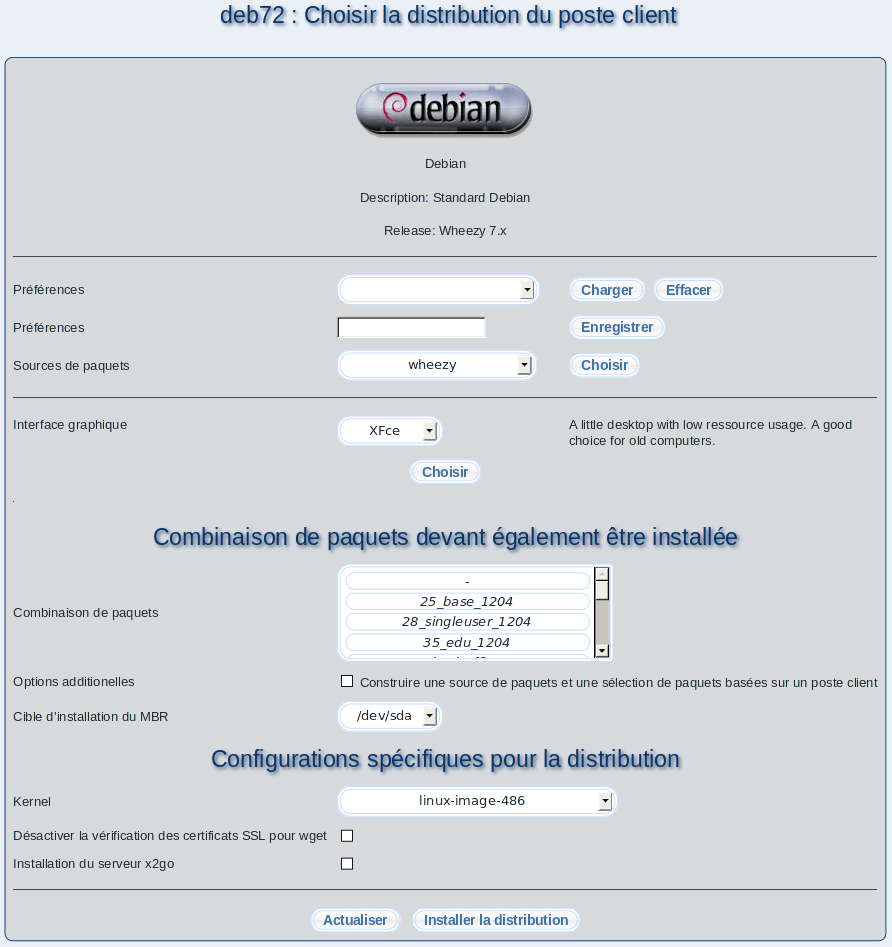 deb72 : Choisir la distribution du poste client
debian
Debian
Description: Standard Debian
Release: Wheezy 7.x
Préférences Charger Effacer
Préférences Enregistrer
Sources de paquets wheezy Choisir
Interface graphique XFce A little desktop with low ressource usage. A good
choice for old computers.
Choisir
.
Combinaison de paquets devant également être installée
Combinaison de paquets
-
25_base_1204
28_singleuser_1204
35_edu_1204
Options additionelles Construire une source de paquets et une sélection de paquets basées sur un poste client
Cible d'installation du MBR /dev/sda
Configurations spécifiques pour la distribution
Kernel linux-image-486
Désactiver la vérification des certificats SSL pour wget
Installation du serveur x2go
Actualiser Installer la distribution